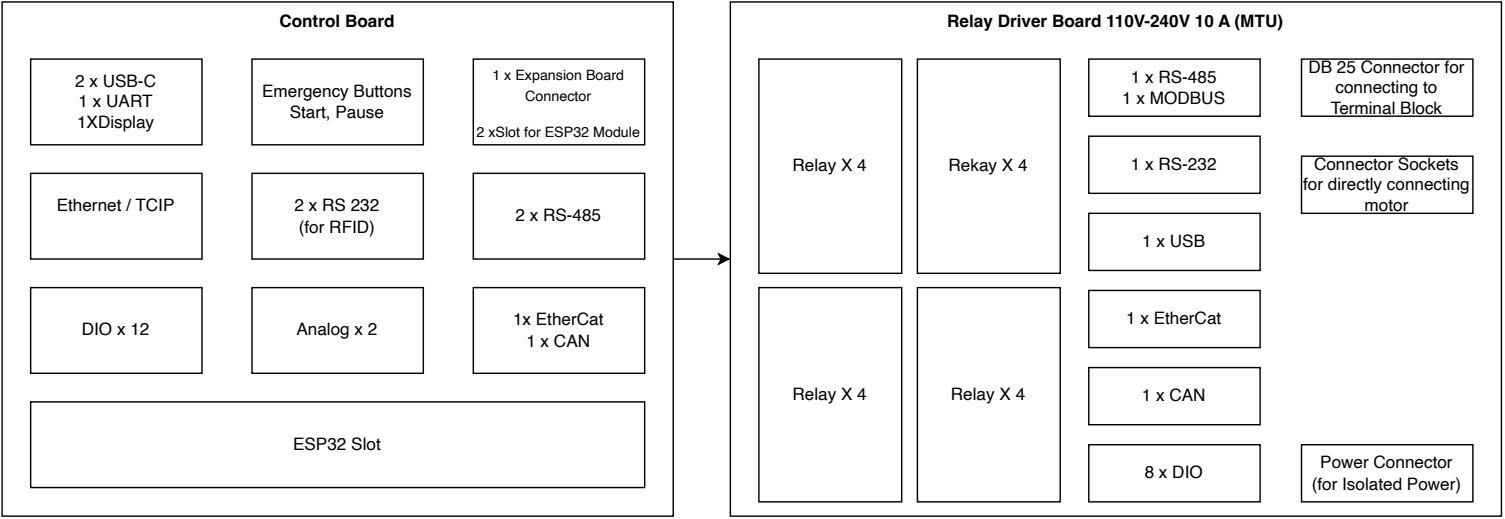 Control Board
2 x USB-C
1 x UART
1XDisplay
Emergency Buttons
Start, Pause
1 x Expansion Board
Connector
2 xSlot for ESP32 Module
Ethernet / TCIP
2 x RS 232
(for RFID)
2 x RS-485
DIO x 12
Analog x 2
1x EtherCat
1 x CAN
ESP32 Slot
Relay Driver Board 110V-240V 10 A (MTU)
Relay X 4
Rekay X 4
Relay X 4
Relay X 4
1 x RS-485
1 x MODBUS
1 x RS-232
1 x USB
1 x EtherCat
1 x CAN
8 x DIO
DB 25 Connector for
connecting to
Terminal Block
Connector Sockets
for directly connecting
motor
Power Connector
(for Isolated Power)